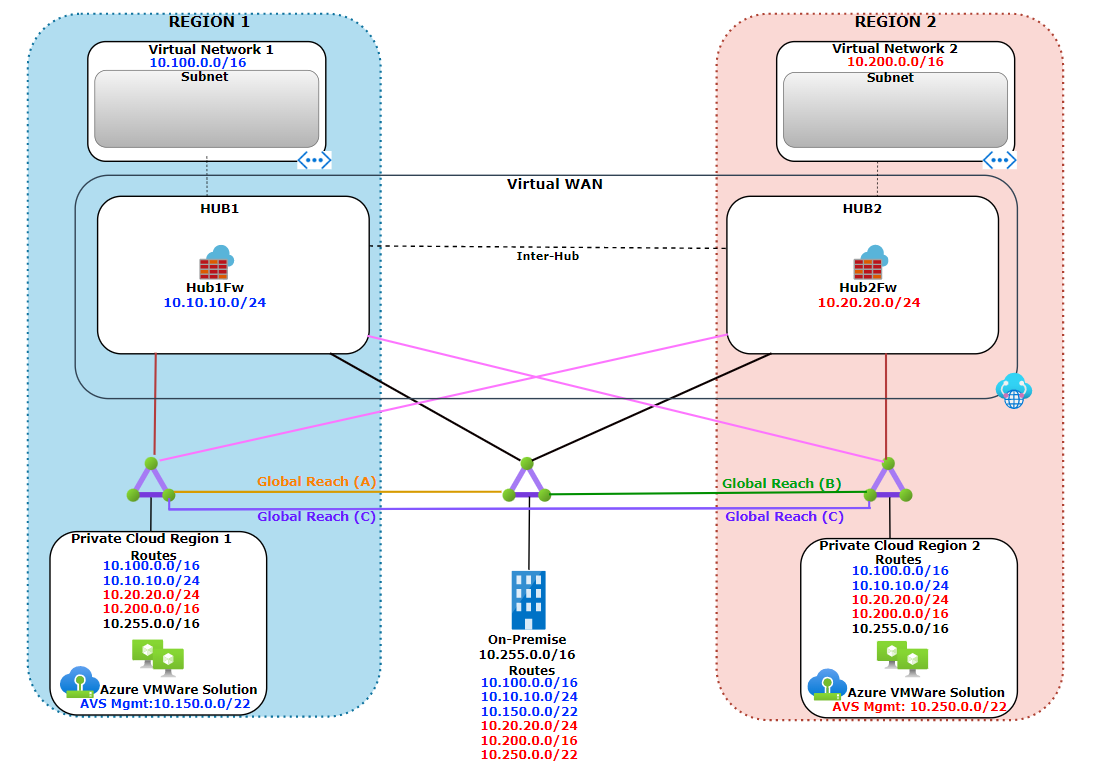 REGION 1
Virtual Network 1
10.100.0.0/16
Subnet
REGION 2
Virtual Network 2
10.200.0.0/16
Subnet
Virtual WAN
HUB1
Hub1Fw
10.10.10.0/24
Inter-Hub
HUB2
Hub2Fw
10.20.20.0/24
Global Reach (A)
Global Reach (B)
Global Reach (C)
Global Reach (C)
Private Cloud Region 1
Routes
10.100.0.0/16
10.10.10.0/24
10.20.20.0/24
10.200.0.0/16
10.255.0.0/16
Azure VMWare Solution
AVS Mgmt:10.150.0.0/22
On-Premise
10.255.0.0/16
Routes
10.100.0.0/16
10.10.10.0/24
10.150.0.0/22
10.20.20.0/24
10.200.0.0/16
10.250.0.0/22
Private Cloud Region 2
Routes
10.100.0.0/16
10.10.10.0/24
10.20.20.0/24
10.200.0.0/16
10.255.0.0/16
Azure VMWare Solution
AVS Mgmt: 10.250.0.0/22